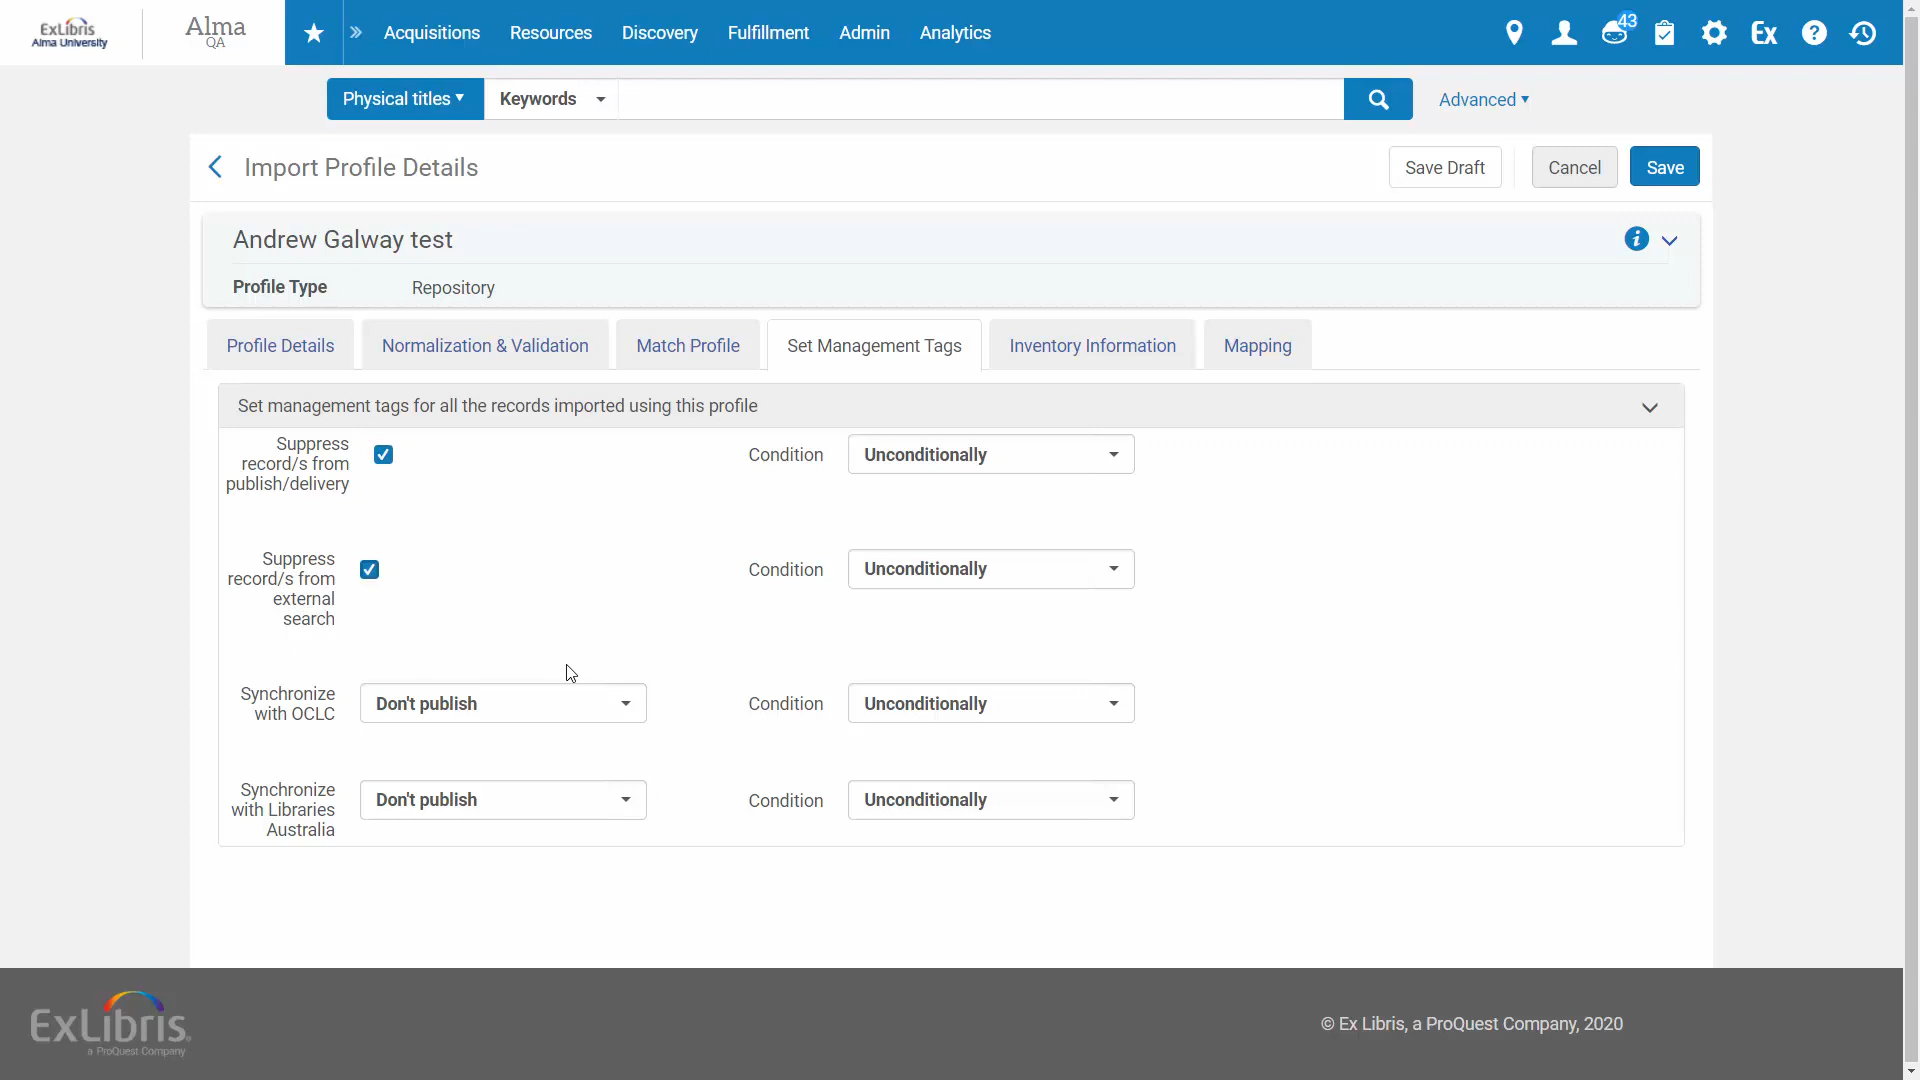 ExLibris
Alma University
Alma
QA
Acquisitions
Resources
Discovery
Fulfillment
Admin
Analytics
43
Ex
?
Physical titles
Keywords
Advanced
Import Profile Details
Save Draft
Cancel
Save
Andrew Galway test
i
Profile Type
Repository
Profile Details
Normalization & Validation
Match Profile
Set Management Tags
Inventory Information
Mapping
Set management tags for all the records imported using this profile
Suppress
record/s from
publish/delivery
Condition
Unconditionally
Suppress
record/s from
external
search
Condition
Unconditionally
Synchronize
with OCLC
Don't publish
Condition
Unconditionally
Synchronize
with Libraries
Australia
Don't publish
Condition
Unconditionally
ExLibris
a ProQuest Company
© Ex Libris, a ProQuest Company, 2020